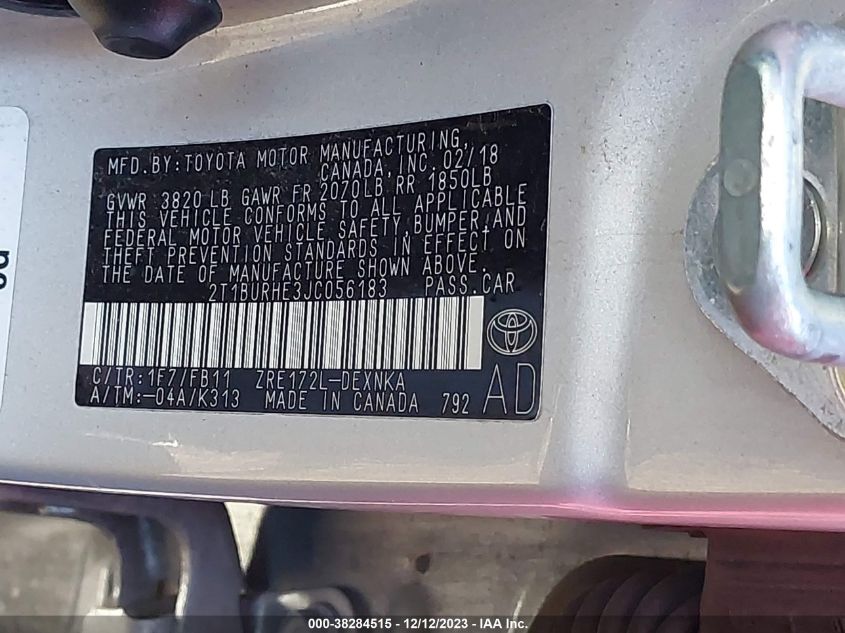 MFD.BY:TOYOTA MOTOR MANUFACTURING,
CANADA,INC. 02/18
GVWR 3820 LB GAWR FR 2070LB RR 1850LB
THIS VEHICLE CONFORMS TO ALL APPLICABLE
FEDERAL MOTOR VEHICLE SAFETY,BUMPER,AND
THEFT PREVENTION STANDARDS IN EFFECT ON
THE DATE OF MANUFACTURE SHOWN ABOVE.
2T1BURHE3JC056183 PASS.CAR
C/TR:1F7/FB11 ZRE172L-DEXNKA
A/TM:-04A/K313 MADE IN CANADA 792 AD
000-38284515 - 12/12/2023 - IAA Inc.